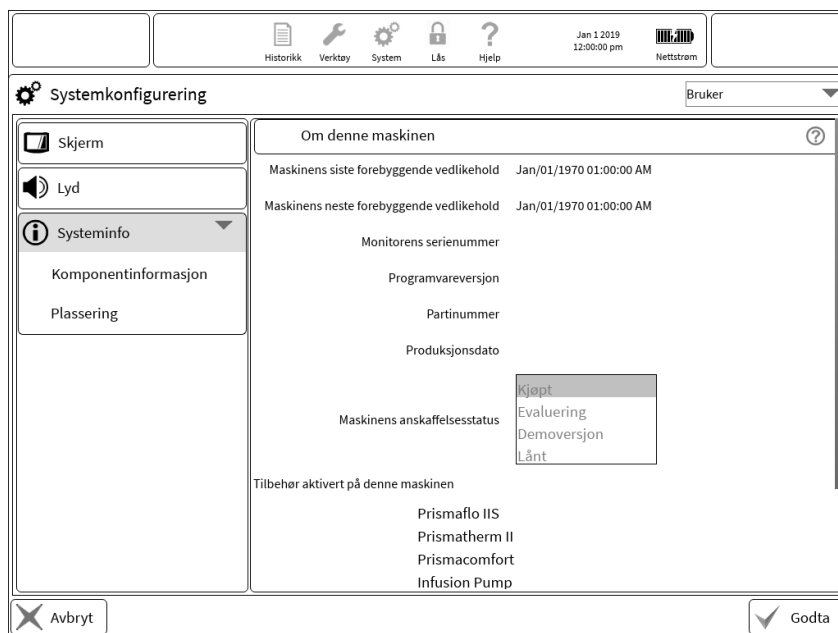 Historikk
Verktøy
System
Lås
Hjelp
Jan 1 2019
12:00:00 pm
Nettstrøm
Systemkonfigurering
Bruker
Skjerm
Lyd
Systeminfo
Komponentinformasjon
Plassering
Om denne maskinen
Maskinens siste forebyggende vedlikehold Jan/01/1970 01:00:00 AM
Maskinens neste forebyggende vedlikehold Jan/01/1970 01:00:00 AM
Monitorens serienummer
Programvareversjon
Partinummer
Produksjonsdato
Maskinens anskaffelsesstatus
Kjøpt
Evaluering
Demoversjon
Lånt
Tilbehør aktivert på denne maskinen
Prismaflo IIS
Prismatherm II
Prismacomfort
Infusion Pump
Avbryt
Godta